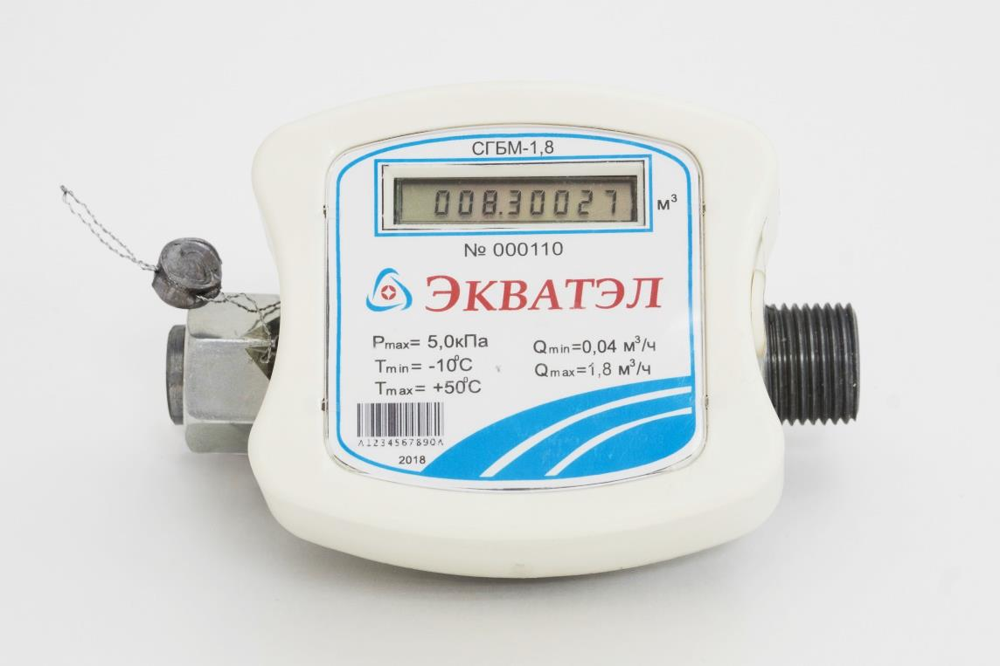 СГБМ-1,8
008.30027 м³
№ 000110
ЭКВАТЭЛ
Pmax= 5,0кПа
Tmin= -10°C
Tmax= +50°C
Qmin=0,04 м³/ч
Qmax=1,8 м³/ч
A1234567890A
2018